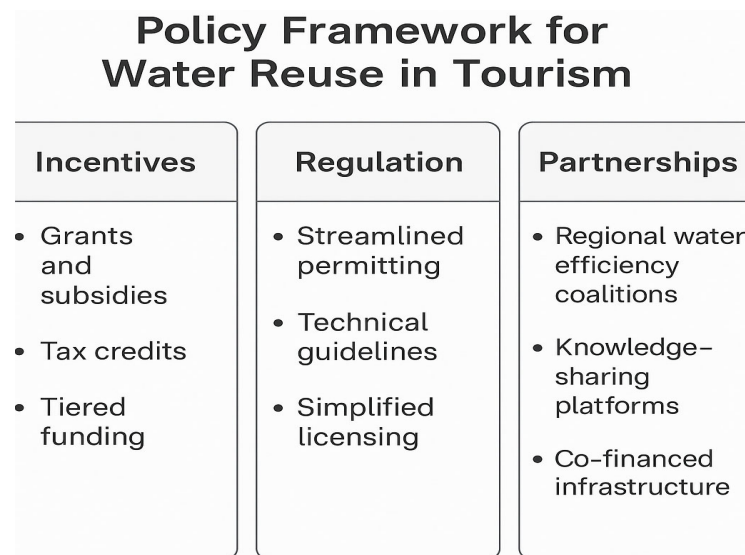 Policy Framework for
Water Reuse in Tourism
Incentives
• Grants
and
subsidies
• Tax credits
• Tiered
funding
Regulation
• Streamlined
permitting
• Technical
guidelines
• Simplified
licensing
Partnerships
• Regional water
efficiency
coalitions
• Knowledge–
sharing
platforms
• Co–financed
infrastructure